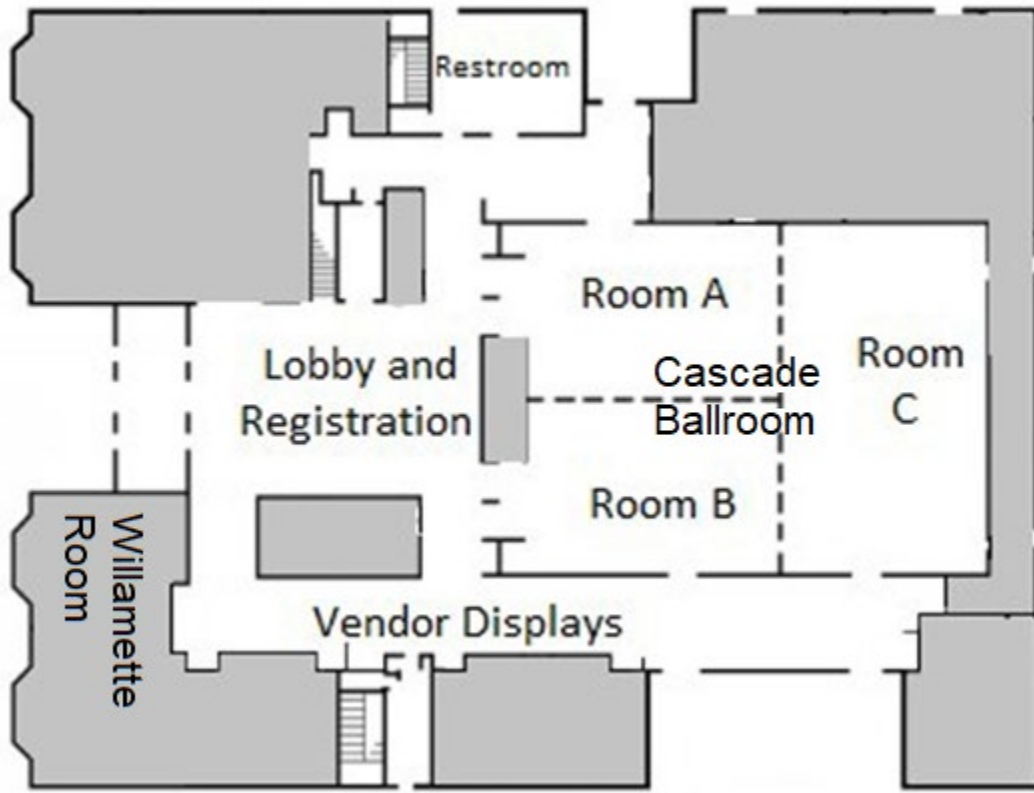 Restroom
Room A
Lobby and
Registration
Cascade
Ballroom
Room
C
Room B
Willamette
Room
Vendor Displays